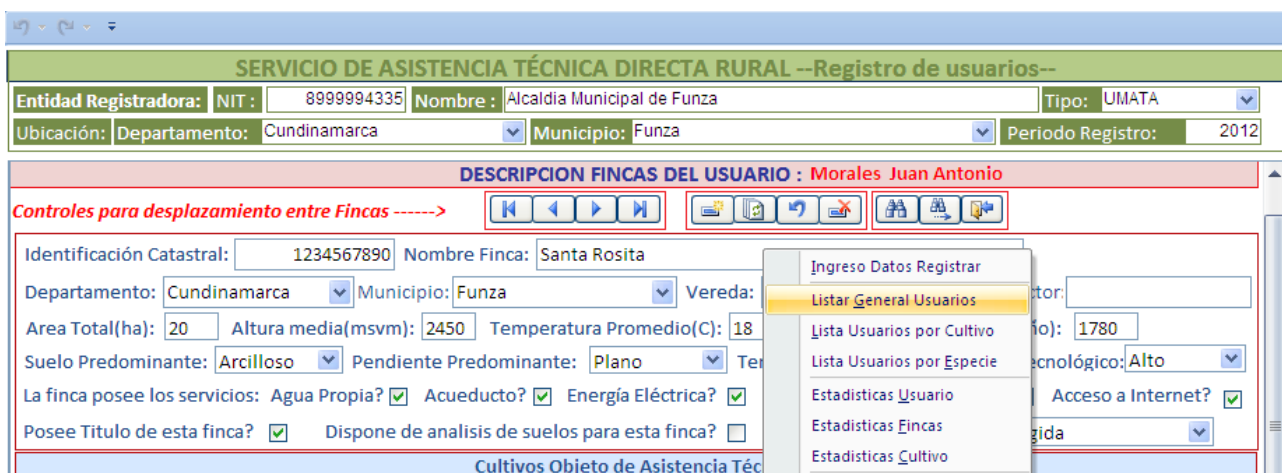 SERVICIO DE ASISTENCIA TÉCNICA DIRECTA RURAL --Registro de usuarios--
Entidad Registradora: NIT : 8999994335 Nombre : Alcaldia Municipal de Funza Tipo: UMATA
Ubicación: Departamento: Cundinamarca Municipio: Funza Periodo Registro: 2012
DESCRIPCION FINCAS DEL USUARIO : Morales Juan Antonio
Controles para desplazamiento entre Fincas ------>
Identificación Catastral: 1234567890 Nombre Finca: Santa Rosita
Departamento: Cundinamarca Municipio: Funza Vereda:
Area Total(ha): 20 Altura media(msvm): 2450 Temperatura Promedio(C): 18 1780
Suelo Predominante: Arcilloso Pendiente Predominante: Plano Alto
La finca posee los servicios: Agua Propia? Acueducto? Energía Eléctrica? Acceso a Internet?
Posee Titulo de esta finca? Dispone de analisis de suelos para esta finca?
Cultivos Objeto de Asistencia
Ingreso Datos Registrar
Listar General Usuarios
Lista Usuarios por Cultivo
Lista Usuarios por Especie
Estadisticas Usuario
Estadisticas Fincas
Estadisticas Cultivo